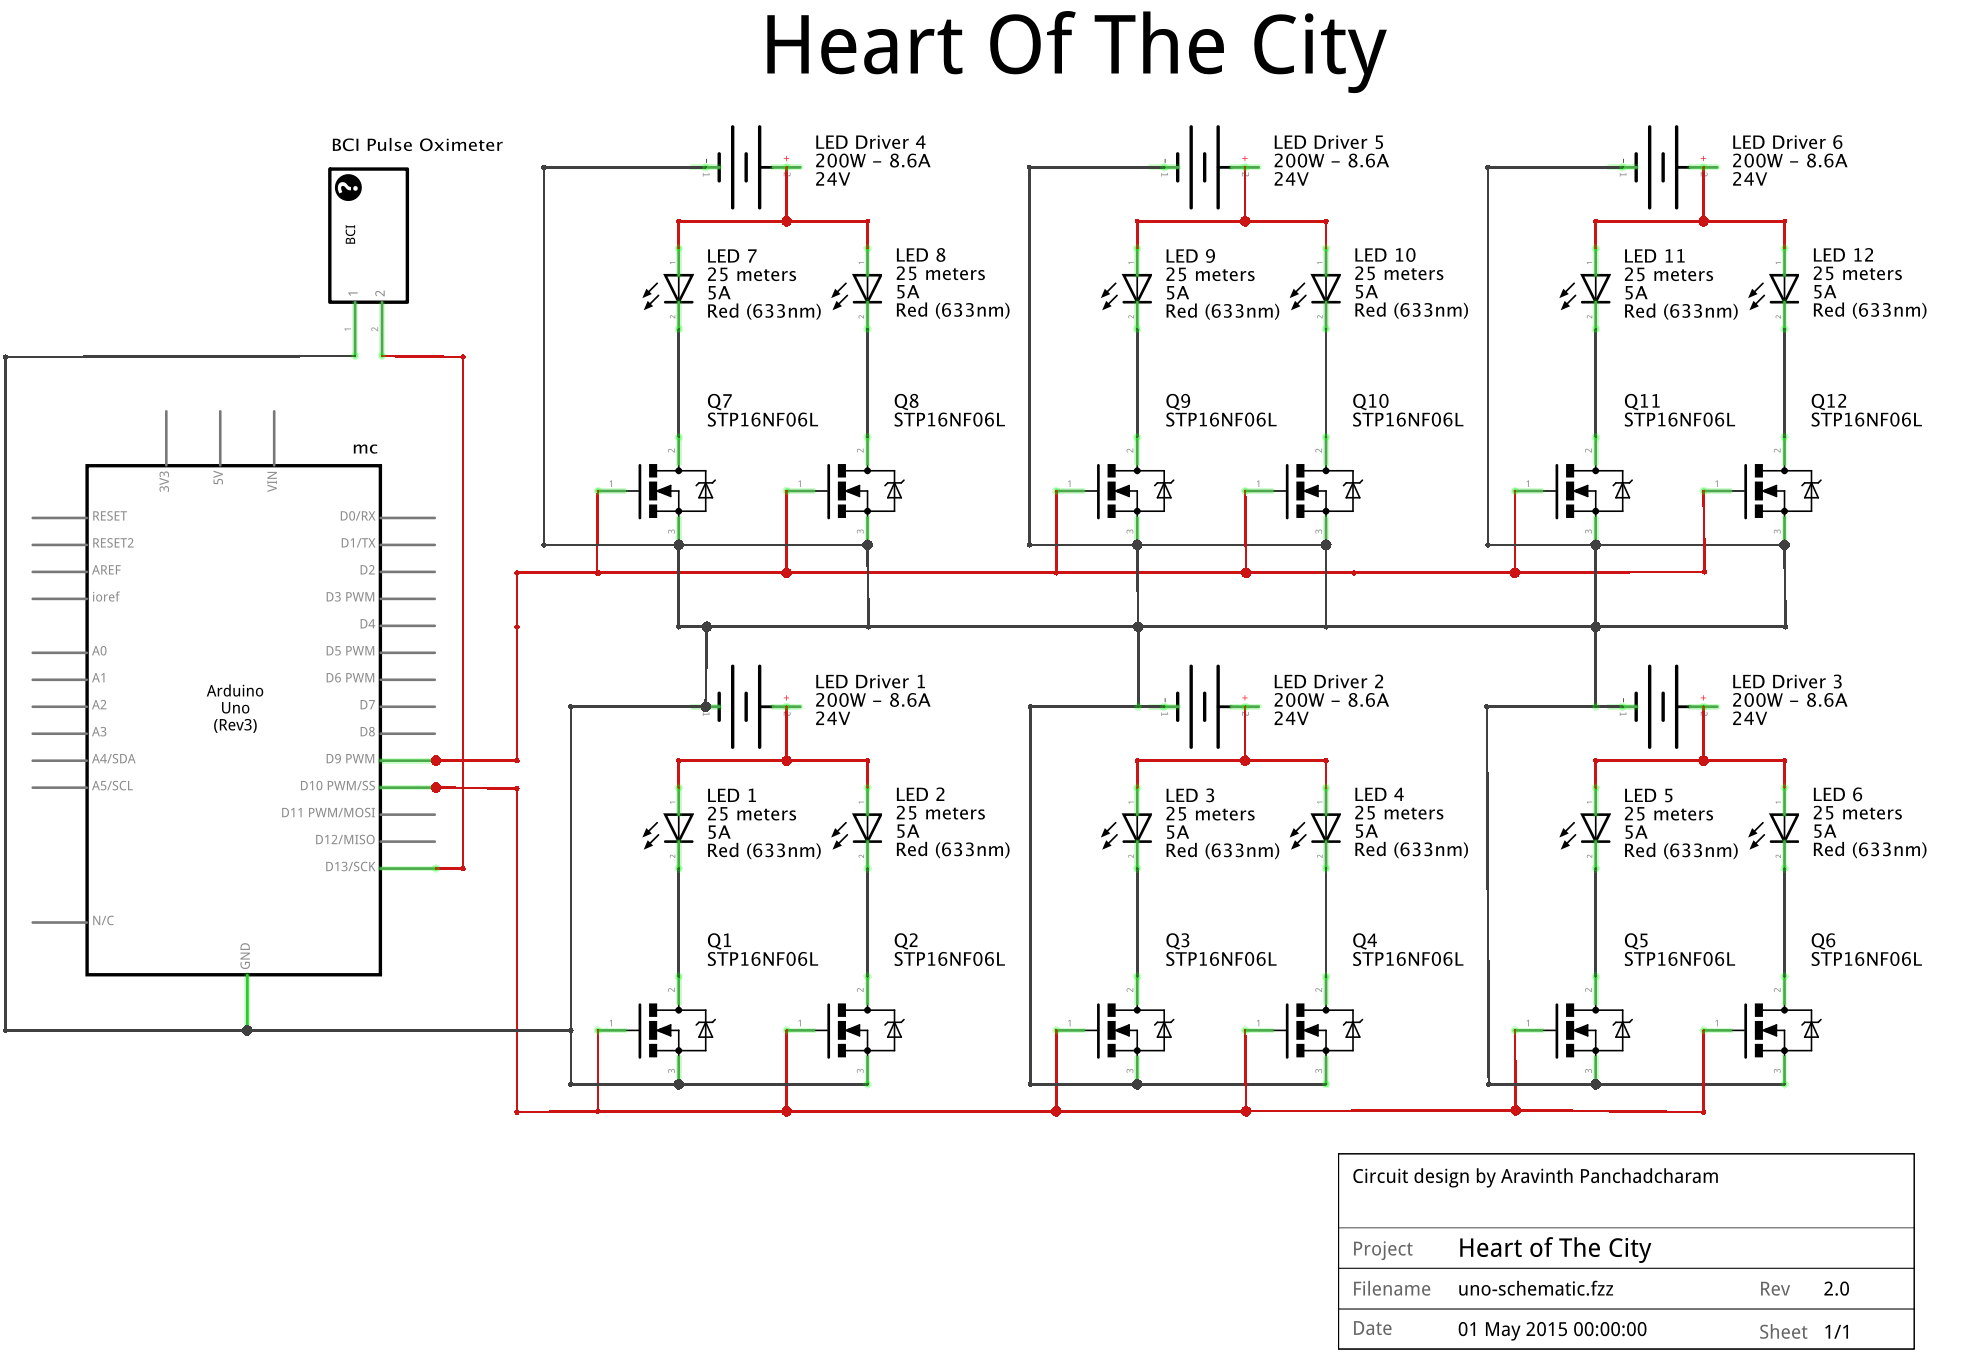 Heart Of The City
BCI Pulse Oximeter
BCI
1
2
1
2
mc
3V3
5V
VIN
RESET
RESET2
AREF
ioref
A0
A1
A2
A3
A4/SDA
A5/SCL
N/C
D0/RX
D1/TX
D2
D3 PWM
D4
D5 PWM
D6 PWM
D7
D8
D9 PWM
D10 PWM/SS
D11 PWM/MOSI
D12/MISO
D13/SCK
GND
Arduino
Uno
(Rev3)
LED Driver 4
200W – 8.6A
24V
LED Driver 5
200W – 8.6A
24V
LED Driver 6
200W – 8.6A
24V
LED 7
25 meters
5A
Red (633nm)
LED 8
25 meters
5A
Red (633nm)
LED 9
25 meters
5A
Red (633nm)
LED 10
25 meters
5A
Red (633nm)
LED 11
25 meters
5A
Red (633nm)
LED 12
25 meters
5A
Red (633nm)
Q7
STP16NF06L
Q8
STP16NF06L
Q9
STP16NF06L
Q10
STP16NF06L
Q11
STP16NF06L
Q12
STP16NF06L
LED Driver 1
200W – 8.6A
24V
LED Driver 2
200W – 8.6A
24V
LED Driver 3
200W – 8.6A
24V
LED 1
25 meters
5A
Red (633nm)
LED 2
25 meters
5A
Red (633nm)
LED 3
25 meters
5A
Red (633nm)
LED 4
25 meters
5A
Red (633nm)
LED 5
25 meters
5A
Red (633nm)
LED 6
25 meters
5A
Red (633nm)
Q1
STP16NF06L
Q2
STP16NF06L
Q3
STP16NF06L
Q4
STP16NF06L
Q5
STP16NF06L
Q6
STP16NF06L
Circuit design by Aravinth Panchadcharam
Project Heart of The City
Filename uno-schematic.fzz Rev 2.0
Date 01 May 2015 00:00:00 Sheet 1/1